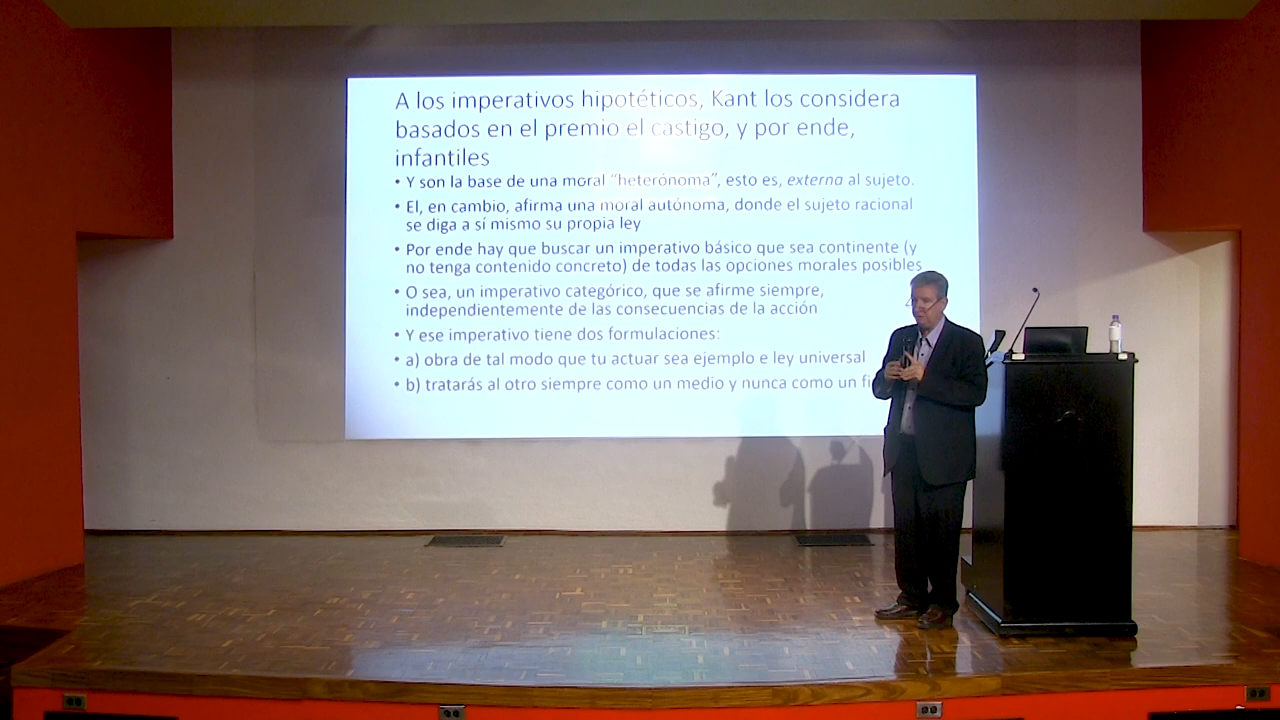 A los imperativos hipotéticos, Kant los considera
basados en el premio el castigo, y por ende,
infantiles
• Y son la base de una moral “heterónoma”, esto es, externa al sujeto.
• El, en cambio, afirma una moral autónoma, donde el sujeto racional
se diga a sí mismo su propia ley
• Por ende hay que buscar un imperativo básico que sea continente (y
no tenga contenido concreto) de todas las opciones morales posibles
• O sea, un imperativo categórico, que se afirme siempre,
independientemente de las consecuencias de la acción
• Y ese imperativo tiene dos formulaciones:
• a) obra de tal modo que tu actuar sea ejemplo e ley universal
• b) tratarás al otro siempre como un medio y nunca como un